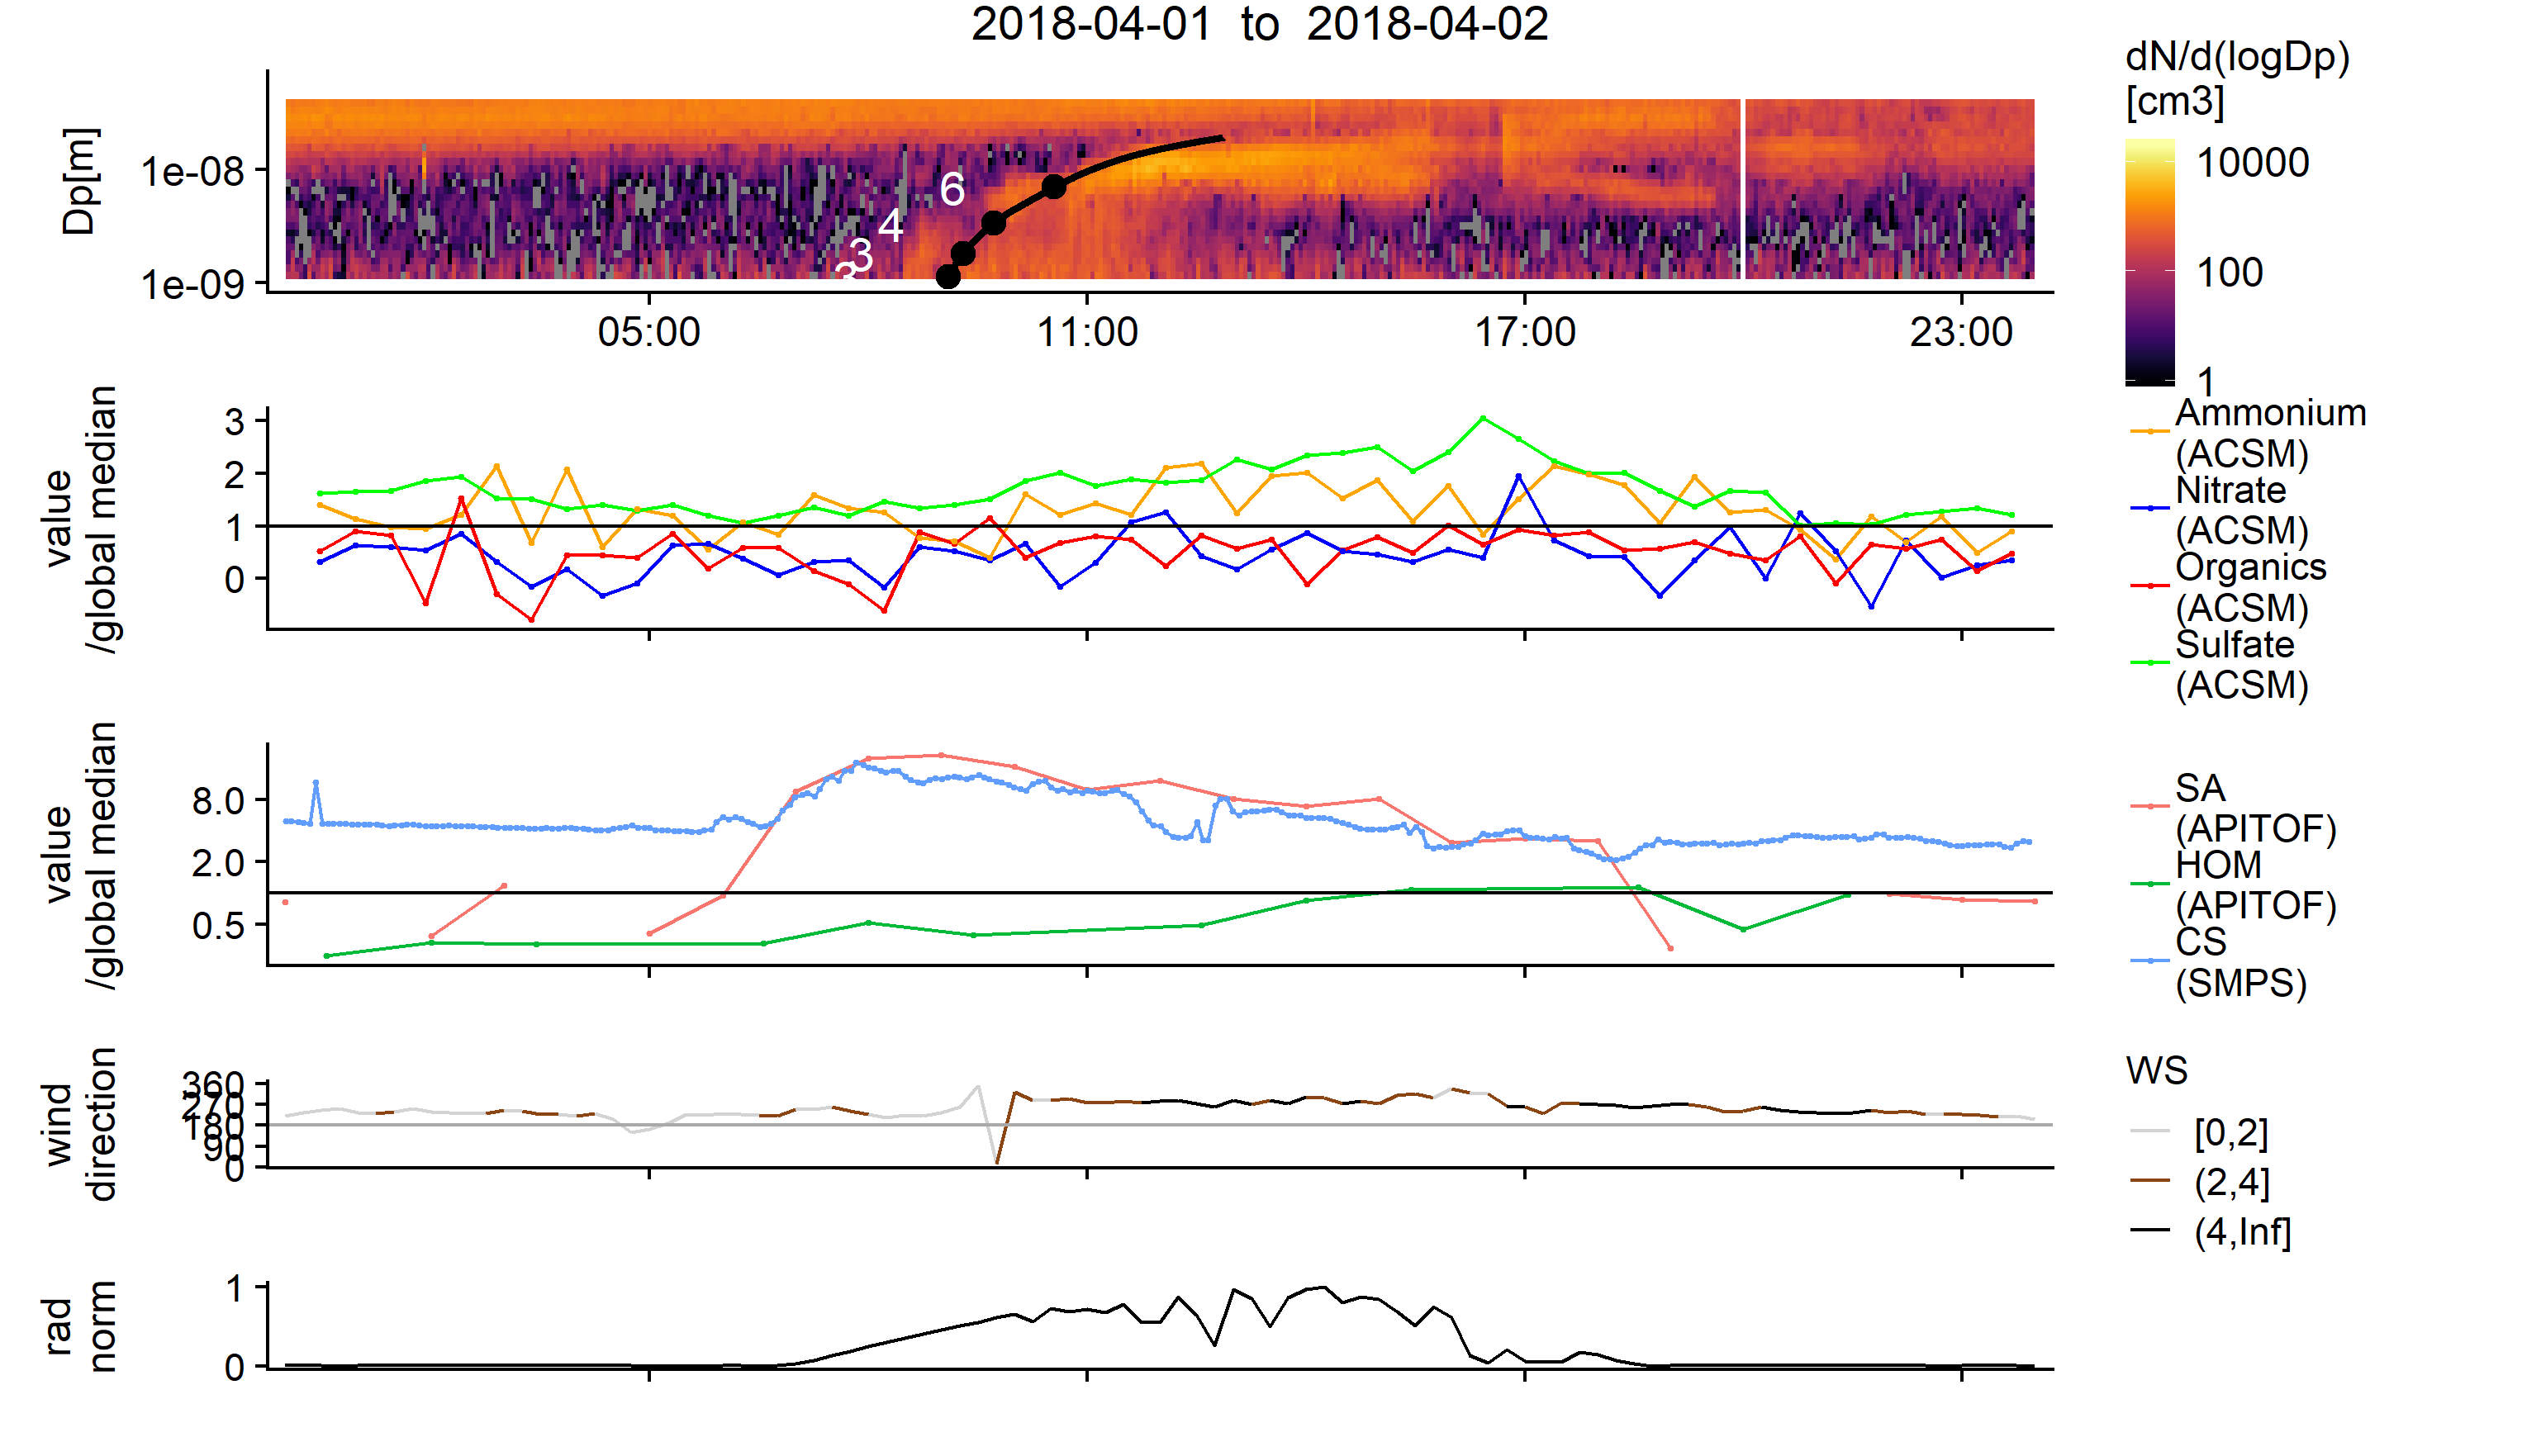 2018-04-01 to 2018-04-02
Dp[m]
1e-08
1e-09
6
4
3
3
05:00
11:00
17:00
23:00
dN/d(logDp)
[cm3]
10000
100
1
value
/global median
3
2
1
0
Ammonium
(ACSM)
Nitrate
(ACSM)
Organics
(ACSM)
Sulfate
(ACSM)
value
/global median
8.0
2.0
0.5
SA
(APITOF)
HOM
(APITOF)
CS
(SMPS)
wind
direction
360
270
180
90
0
WS
[0,2]
(2,4]
(4,Inf]
rad
norm
1
0